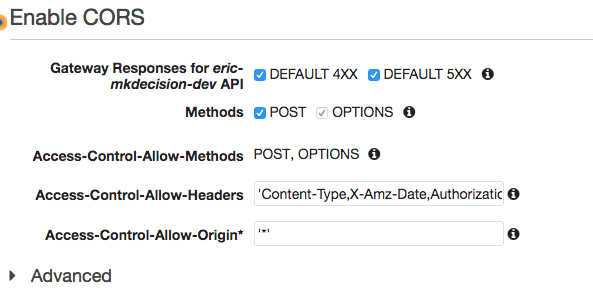 Enable CORS
Gateway Responses for eric-
mkdecision-dev API
DEFAULT 4XX DEFAULT 5XX
Methods
POST OPTIONS
Access-Control-Allow-Methods
POST, OPTIONS
Access-Control-Allow-Headers
'Content-Type,X-Amz-Date,Authorizatic
Access-Control-Allow-Origin*
'*'
Advanced